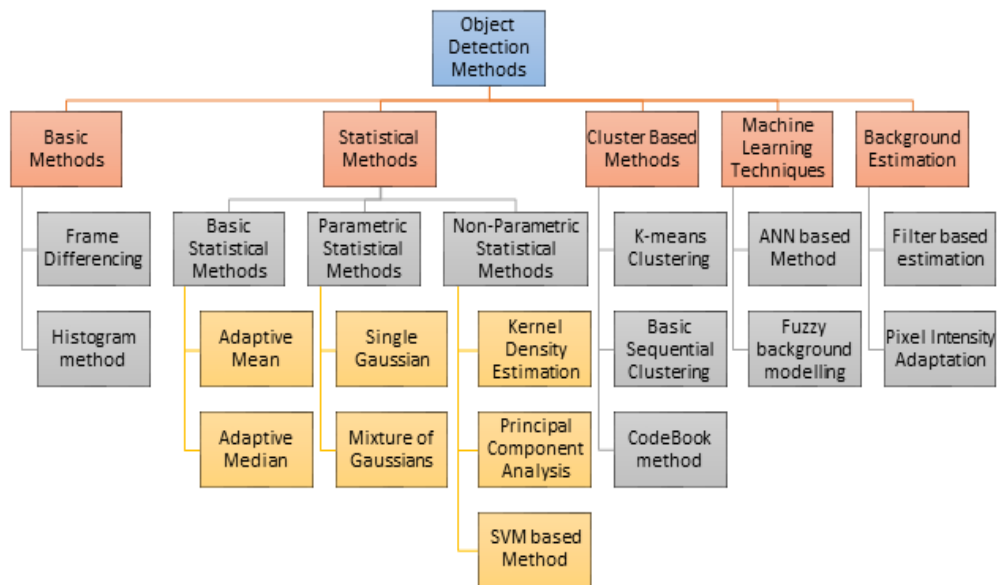 Object
Detection
Methods
Basic
Methods
Statistical
Methods
Cluster Based
Methods
Machine
Learning
Techniques
Background
Estimation
Frame
Differencing
Histogram
method
Basic
Statistical
Methods
Parametric
Statistical
Methods
Non-Parametric
Statistical
Methods
Adaptive
Mean
Adaptive
Median
Single
Gaussian
Mixture of
Gaussians
Kernel
Density
Estimation
Principal
Component
Analysis
SVM based
Method
K-means
Clustering
Basic
Sequential
Clustering
CodeBook
method
ANN based
Method
Fuzzy
background
modelling
Filter based
estimation
Pixel Intensity
Adaptation